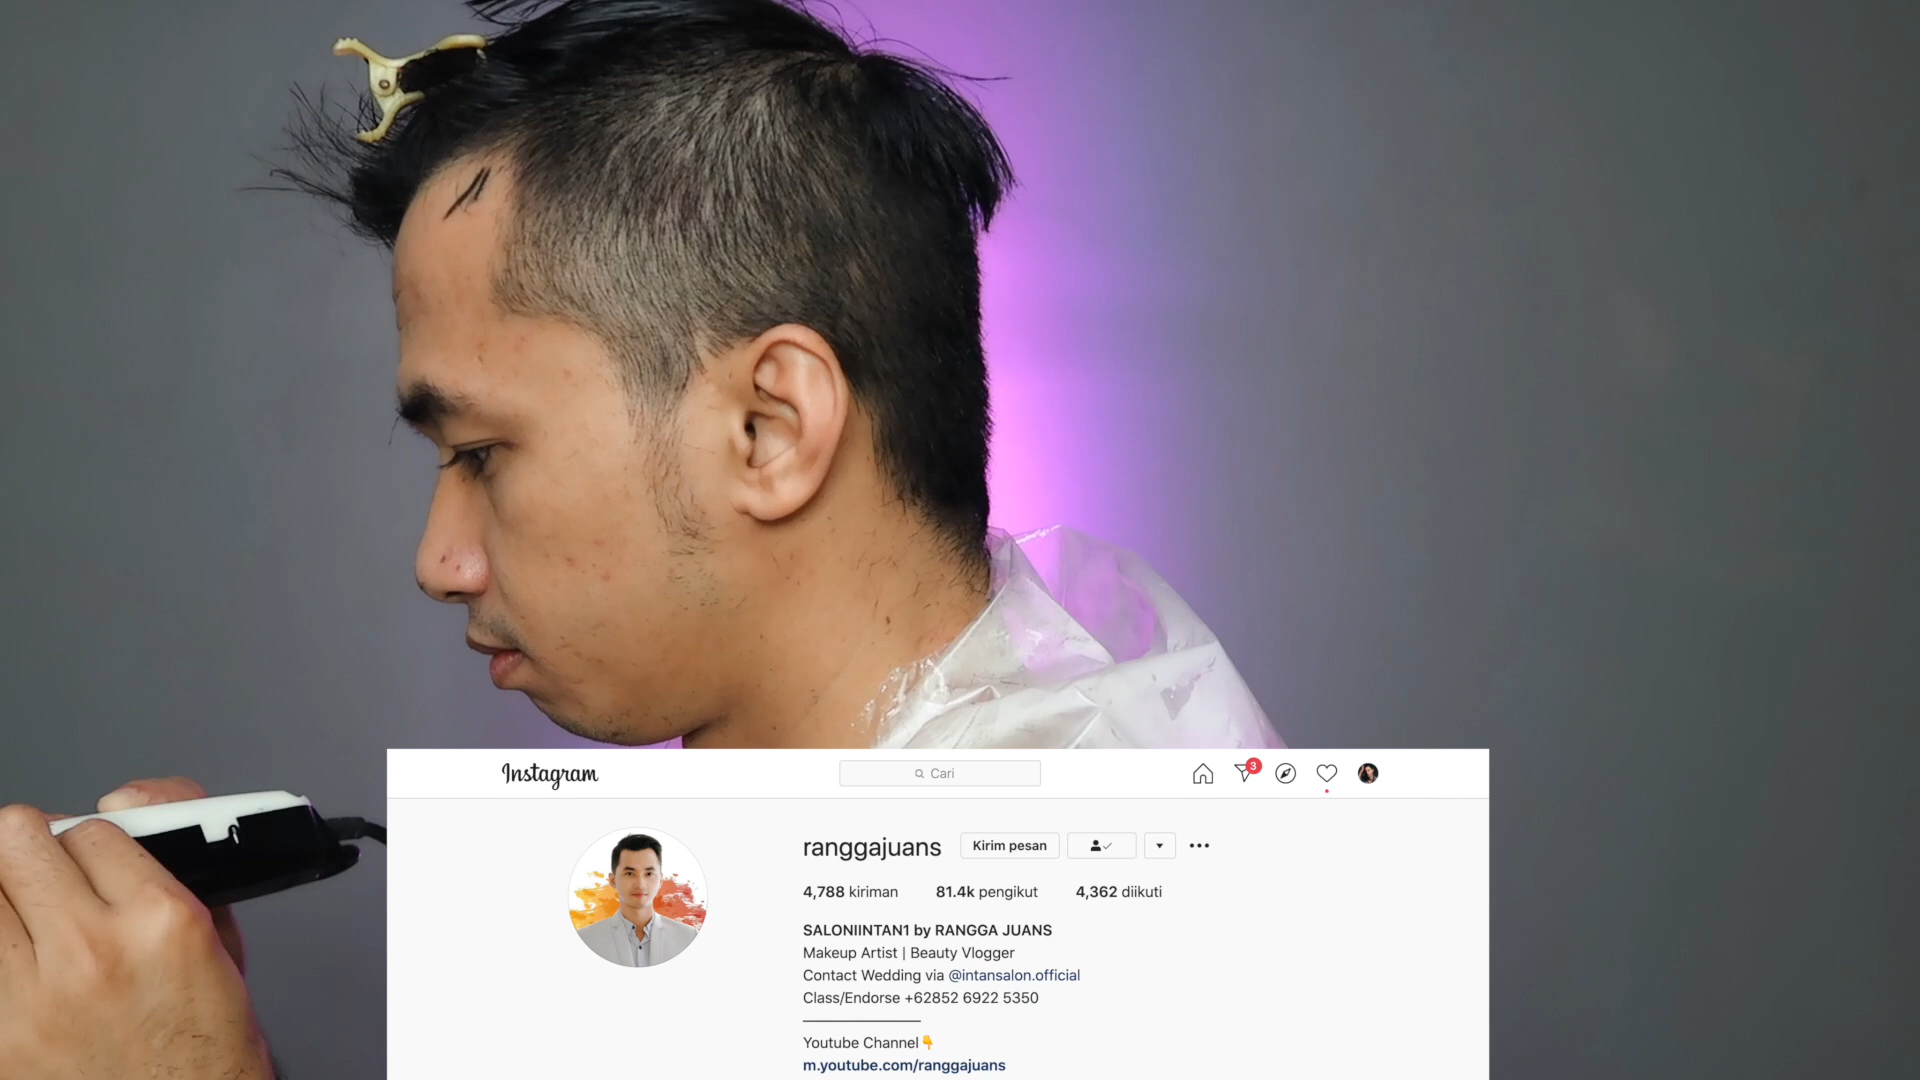 Instagram
Cari
3
ranggajuans Kirim pesan
4,788 kiriman 81.4k pengikut 4,362 diikuti
SALONIINTAN1 by RANGGA JUANS
Makeup Artist | Beauty Vlogger
Contact Wedding via @intansalon.official
Class/Endorse +62852 6922 5350
Youtube Channel👇
m.youtube.com/ranggajuans